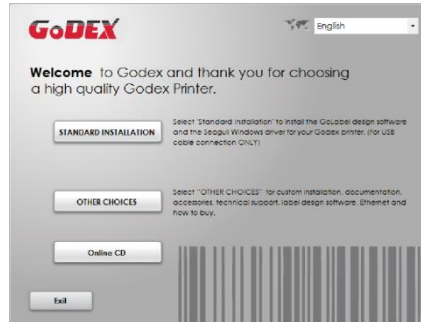 GoDEX
English
Welcome to Godex and thank you for choosing
a high quality Godex Printer.
STANDARD INSTALLATION
Select "Standard Installation" to install the GoLabel design software
and the Seagull Windows driver for your Godex printer. (For USB
cable connection ONLY)
OTHER CHOICES
Select "OTHER CHOICES" for custom installation, documentation,
accessories, technical support, label design software, Ethernet and
how to buy.
Online CD
Exit